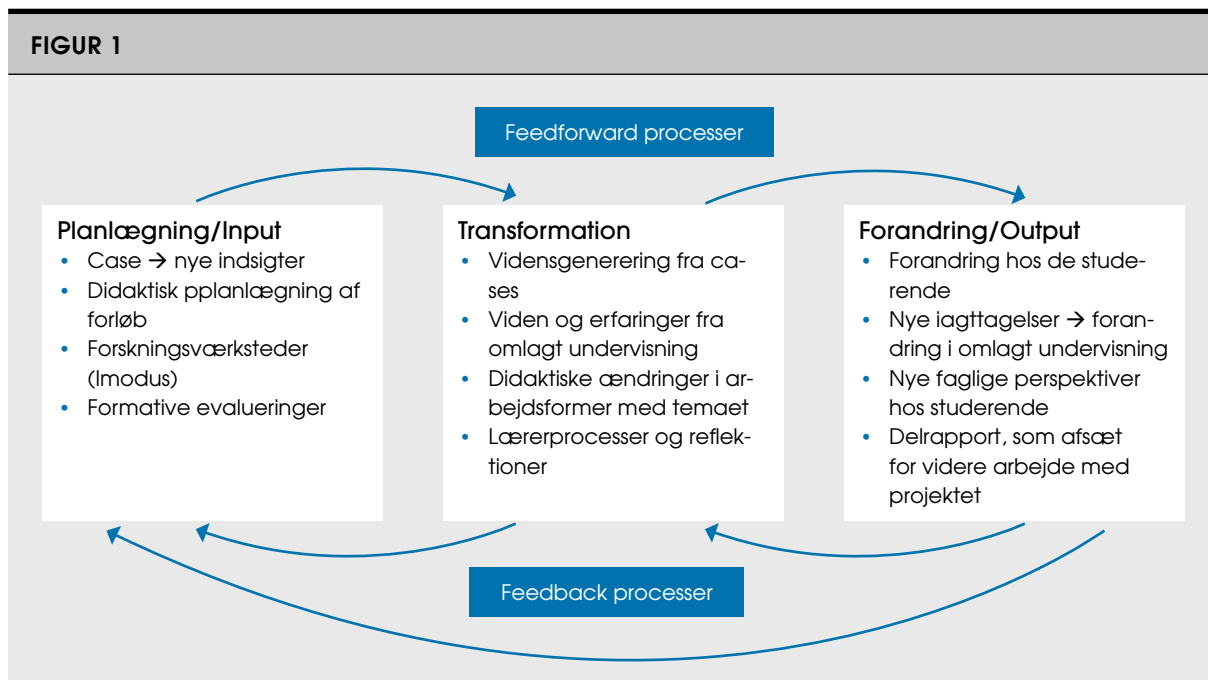 FIGUR 1
Feedforward processer
Planlægning/Input
• Case → nye indsigter
• Didaktisk pplanlægning af
forløb
• Forskningsværksteder
(Imodus)
• Formative evalueringer
Transformation
• Vidensgenerering fra ca-
ses
• Viden og erfaringer fra
omlagt undervisning
• Didaktiske ændringer i ar-
bejdsformer med temaet
• Lærerprocesser og reflek-
tioner
Forandring/Output
• Forandring hos de stude-
rende
• Nye iagttagelser → foran-
dring i omlagt undervisning
• Nye faglige perspektiver
hos studerende
• Delrapport, som afsæt
for videre arbejde med
projektet
Feedback processer